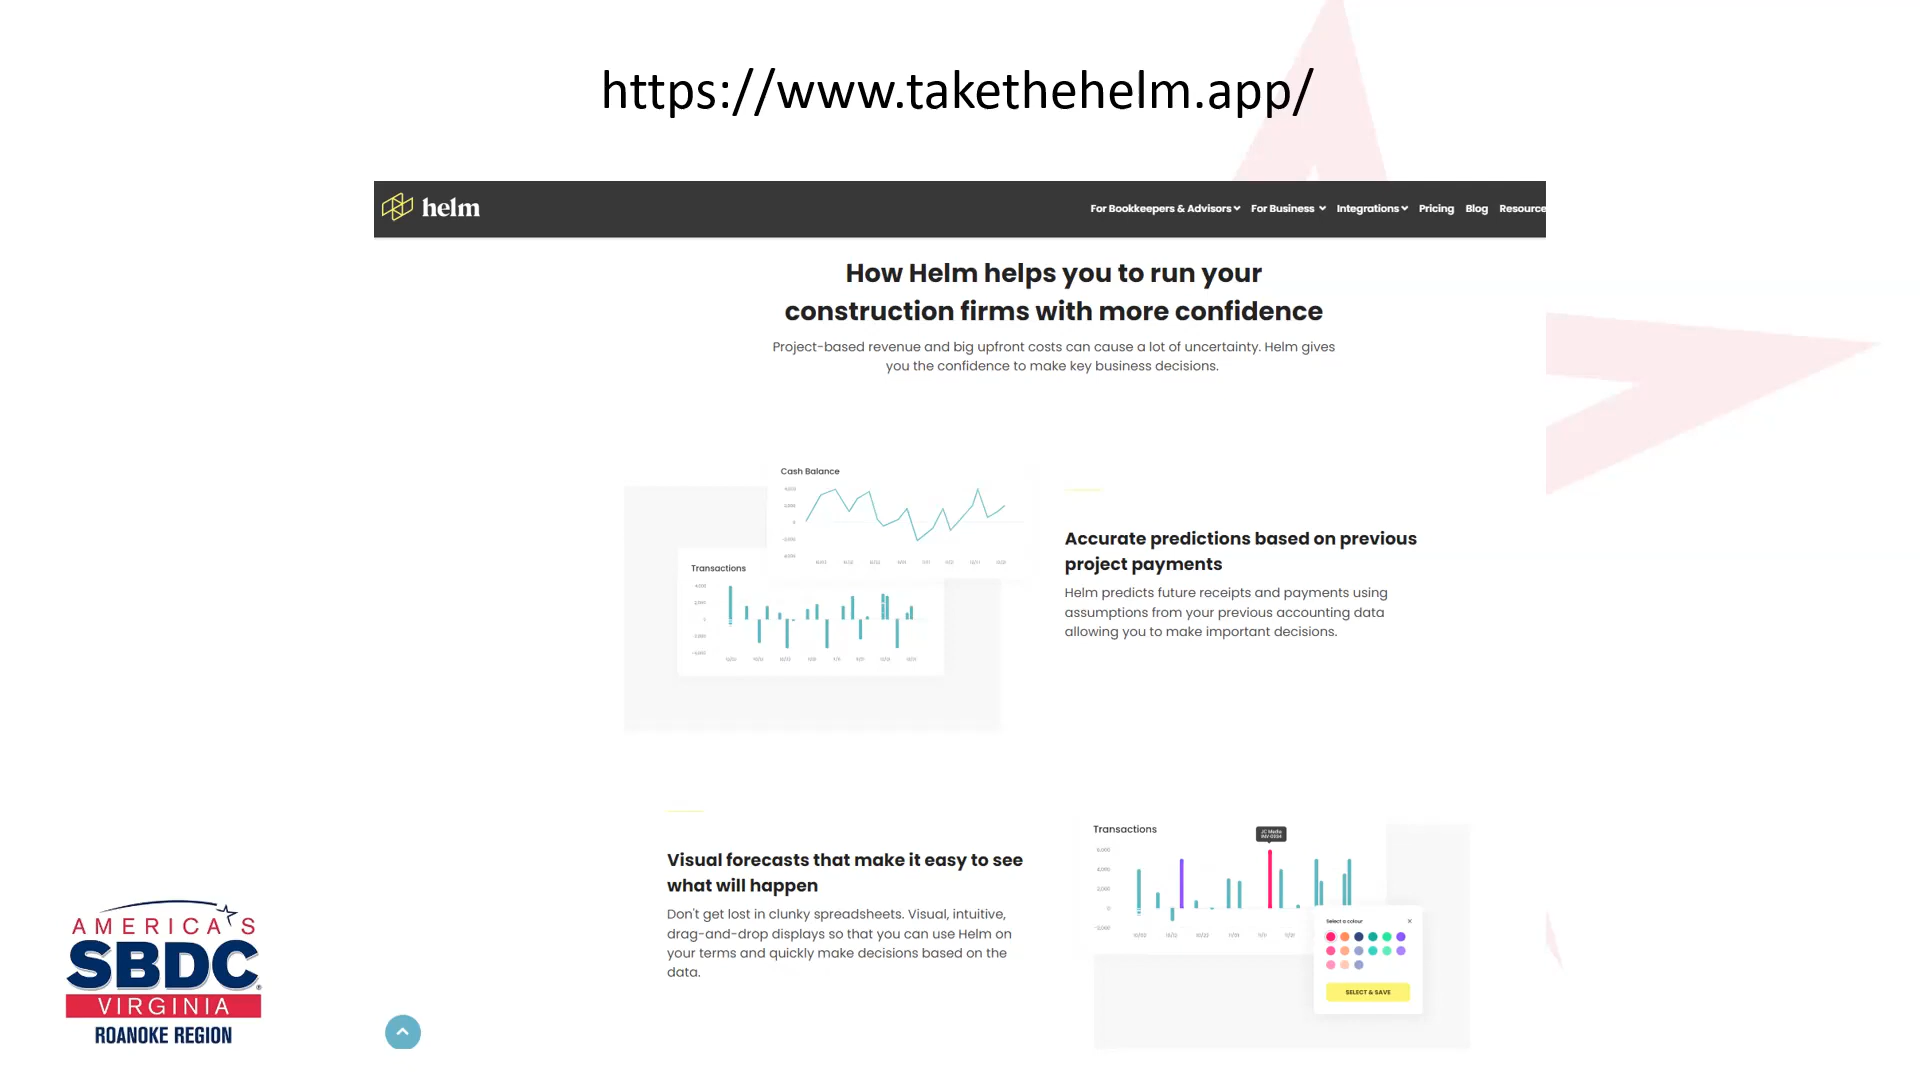 https://www.takethehelm.app/
helm
For Bookkeepers & Advisors
For Business
Integrations
Pricing
Blog
Resource
How Helm helps you to run your
construction firms with more confidence
Project-based revenue and big upfront costs can cause a lot of uncertainty. Helm gives
you the confidence to make key business decisions.
Cash Balance
Transactions
Accurate predictions based on previous
project payments
Helm predicts future receipts and payments using
assumptions from your previous accounting data
allowing you to make important decisions.
Visual forecasts that make it easy to see
what will happen
Don't get lost in clunky spreadsheets. Visual, intuitive,
drag-and-drop displays so that you can use Helm on
your terms and quickly make decisions based on the
data.
Transactions
JC Media
Select a colour
SELECT & SAVE
AMERICA'S
SBDC
VIRGINIA
ROANOKE REGION